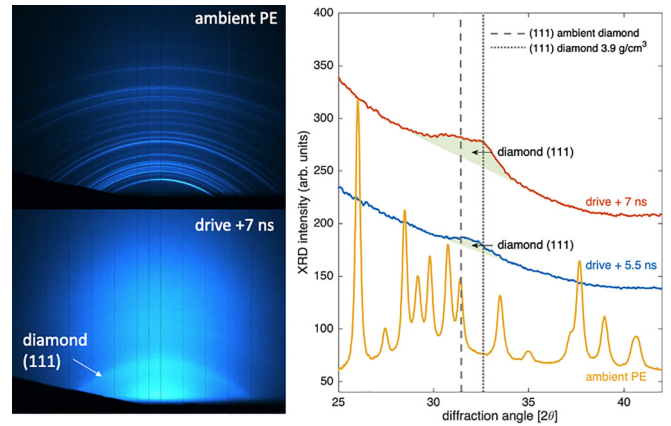 ambient PE
drive +7 ns
diamond
(111)
400
350
300
250
200
150
100
50
XRD intensity (arb. units)
(111) ambient diamond
(111) diamond 3.9 g/cm³
diamond (111)
drive + 7 ns
diamond (111)
drive + 5.5 ns
ambient PE
25
30
35
40
diffraction angle [2θ]